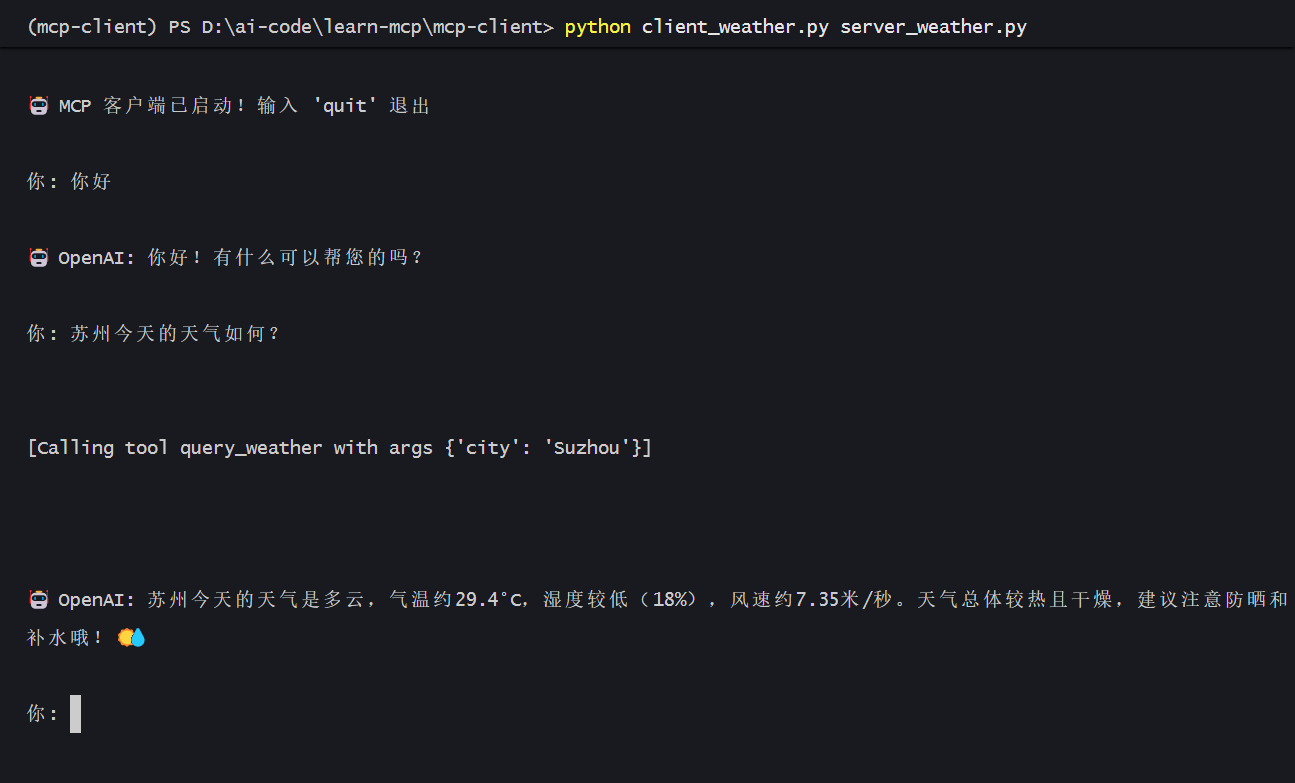 (mcp-client) PS D:\ai-code\learn-mcp\mcp-client> python client_weather.py server_weather.py
🤖 MCP 客户端已启动！输入 'quit' 退出
你: 你好
🤖 OpenAI: 你好！有什么可以帮您的吗？
你: 苏州今天的天气如何？
[Calling tool query_weather with args {'city': 'Suzhou'}]
🤖 OpenAI: 苏州今天的天气是多云，气温约29.4°C，湿度较低（18%），风速约7.35米/秒。天气总体较热且干燥，建议注意防晒和
补水哦！🌞💧
你: